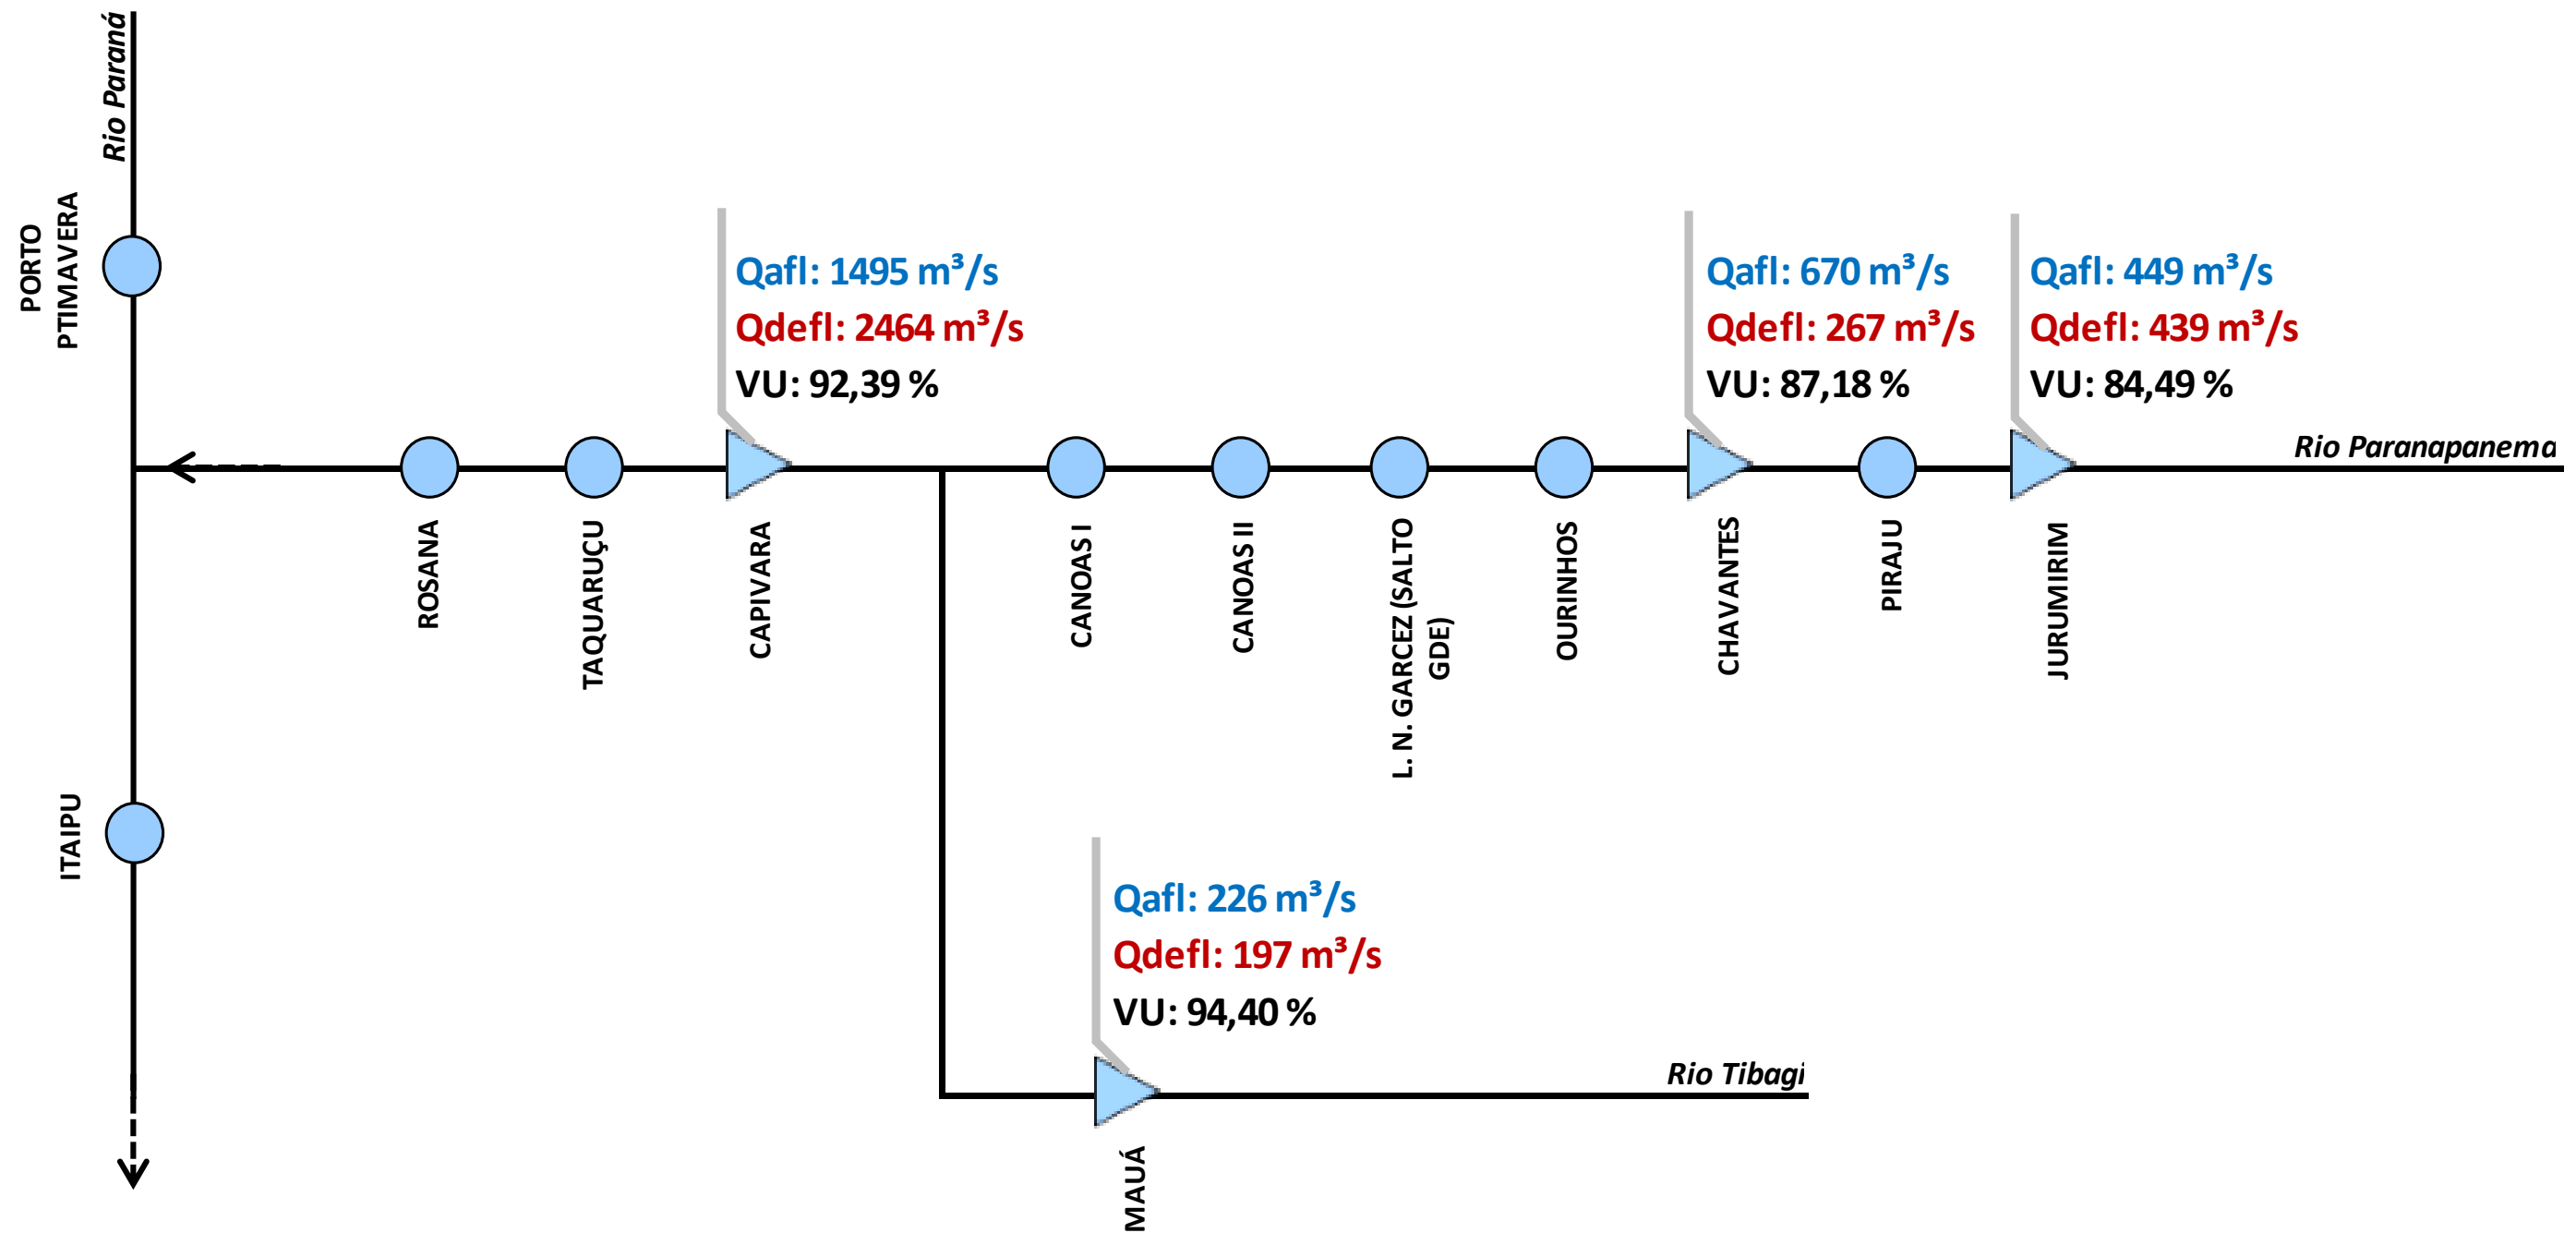 Rio Paraná
PORTO
PTIMAVERA
Qafl: 1495 m³/s
Qdefl: 2464 m³/s
VU: 92,39 %
Qafl: 670 m³/s
Qdefl: 267 m³/s
VU: 87,18 %
Qafl: 449 m³/s
Qdefl: 439 m³/s
VU: 84,49 %
Rio Paranapanema
ROSANA
TAQUARUÇU
CAPIVARA
CANOAS I
CANOAS II
L. N. GARCEZ (SALTO
GDE)
OURINHOS
CHAVANTES
PIRAJU
JURUMIRIM
ITAIPU
Qafl: 226 m³/s
Qdefl: 197 m³/s
VU: 94,40 %
Rio Tibagi
MAUÁ